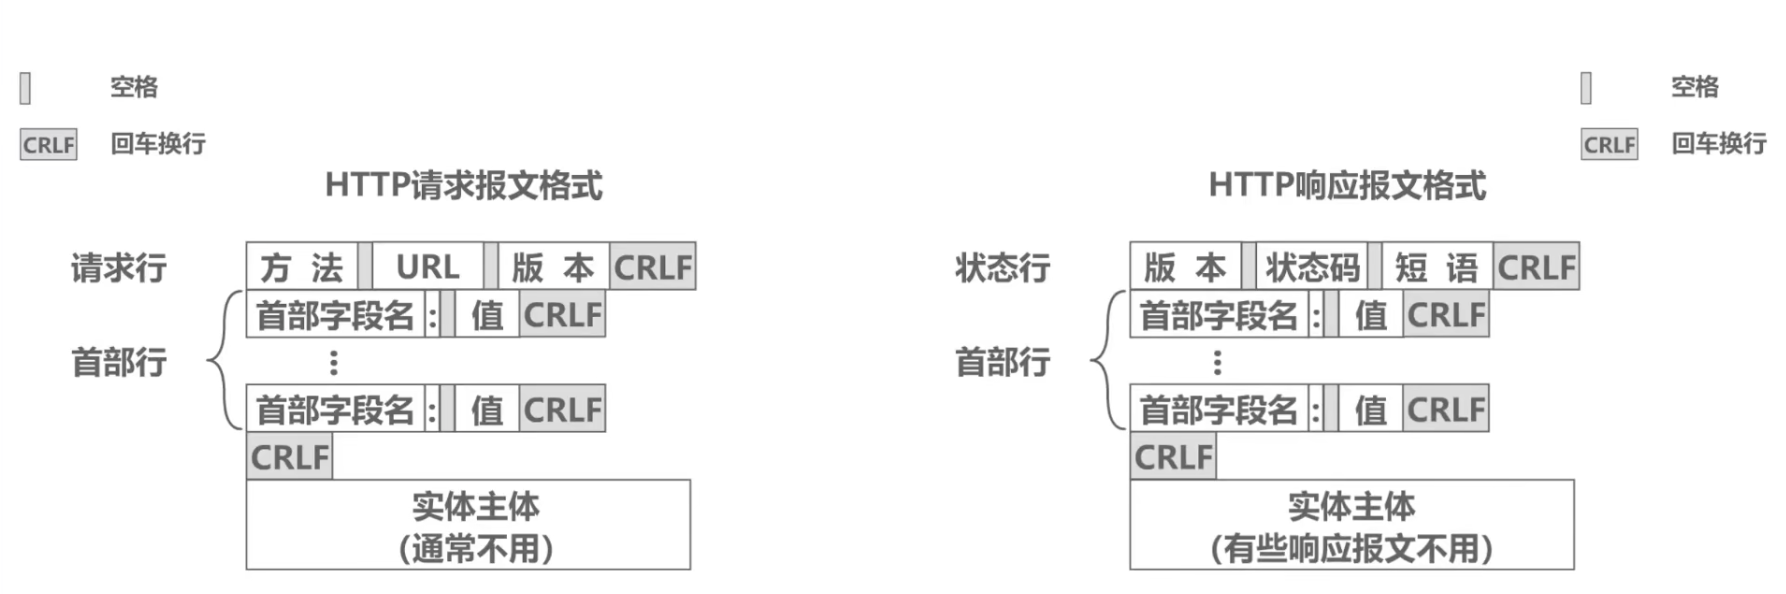 空格
CRLF 回车换行
HTTP请求报文格式
请求行 方法 URL 版本 CRLF
首部字段名 : 值 CRLF
首部行 ⋮
首部字段名 : 值 CRLF
CRLF
实体主体
(通常不用)
空格
CRLF 回车换行
HTTP响应报文格式
状态行 版本 状态码 短语 CRLF
首部字段名 : 值 CRLF
首部行 ⋮
首部字段名 : 值 CRLF
CRLF
实体主体
(有些响应报文不用)